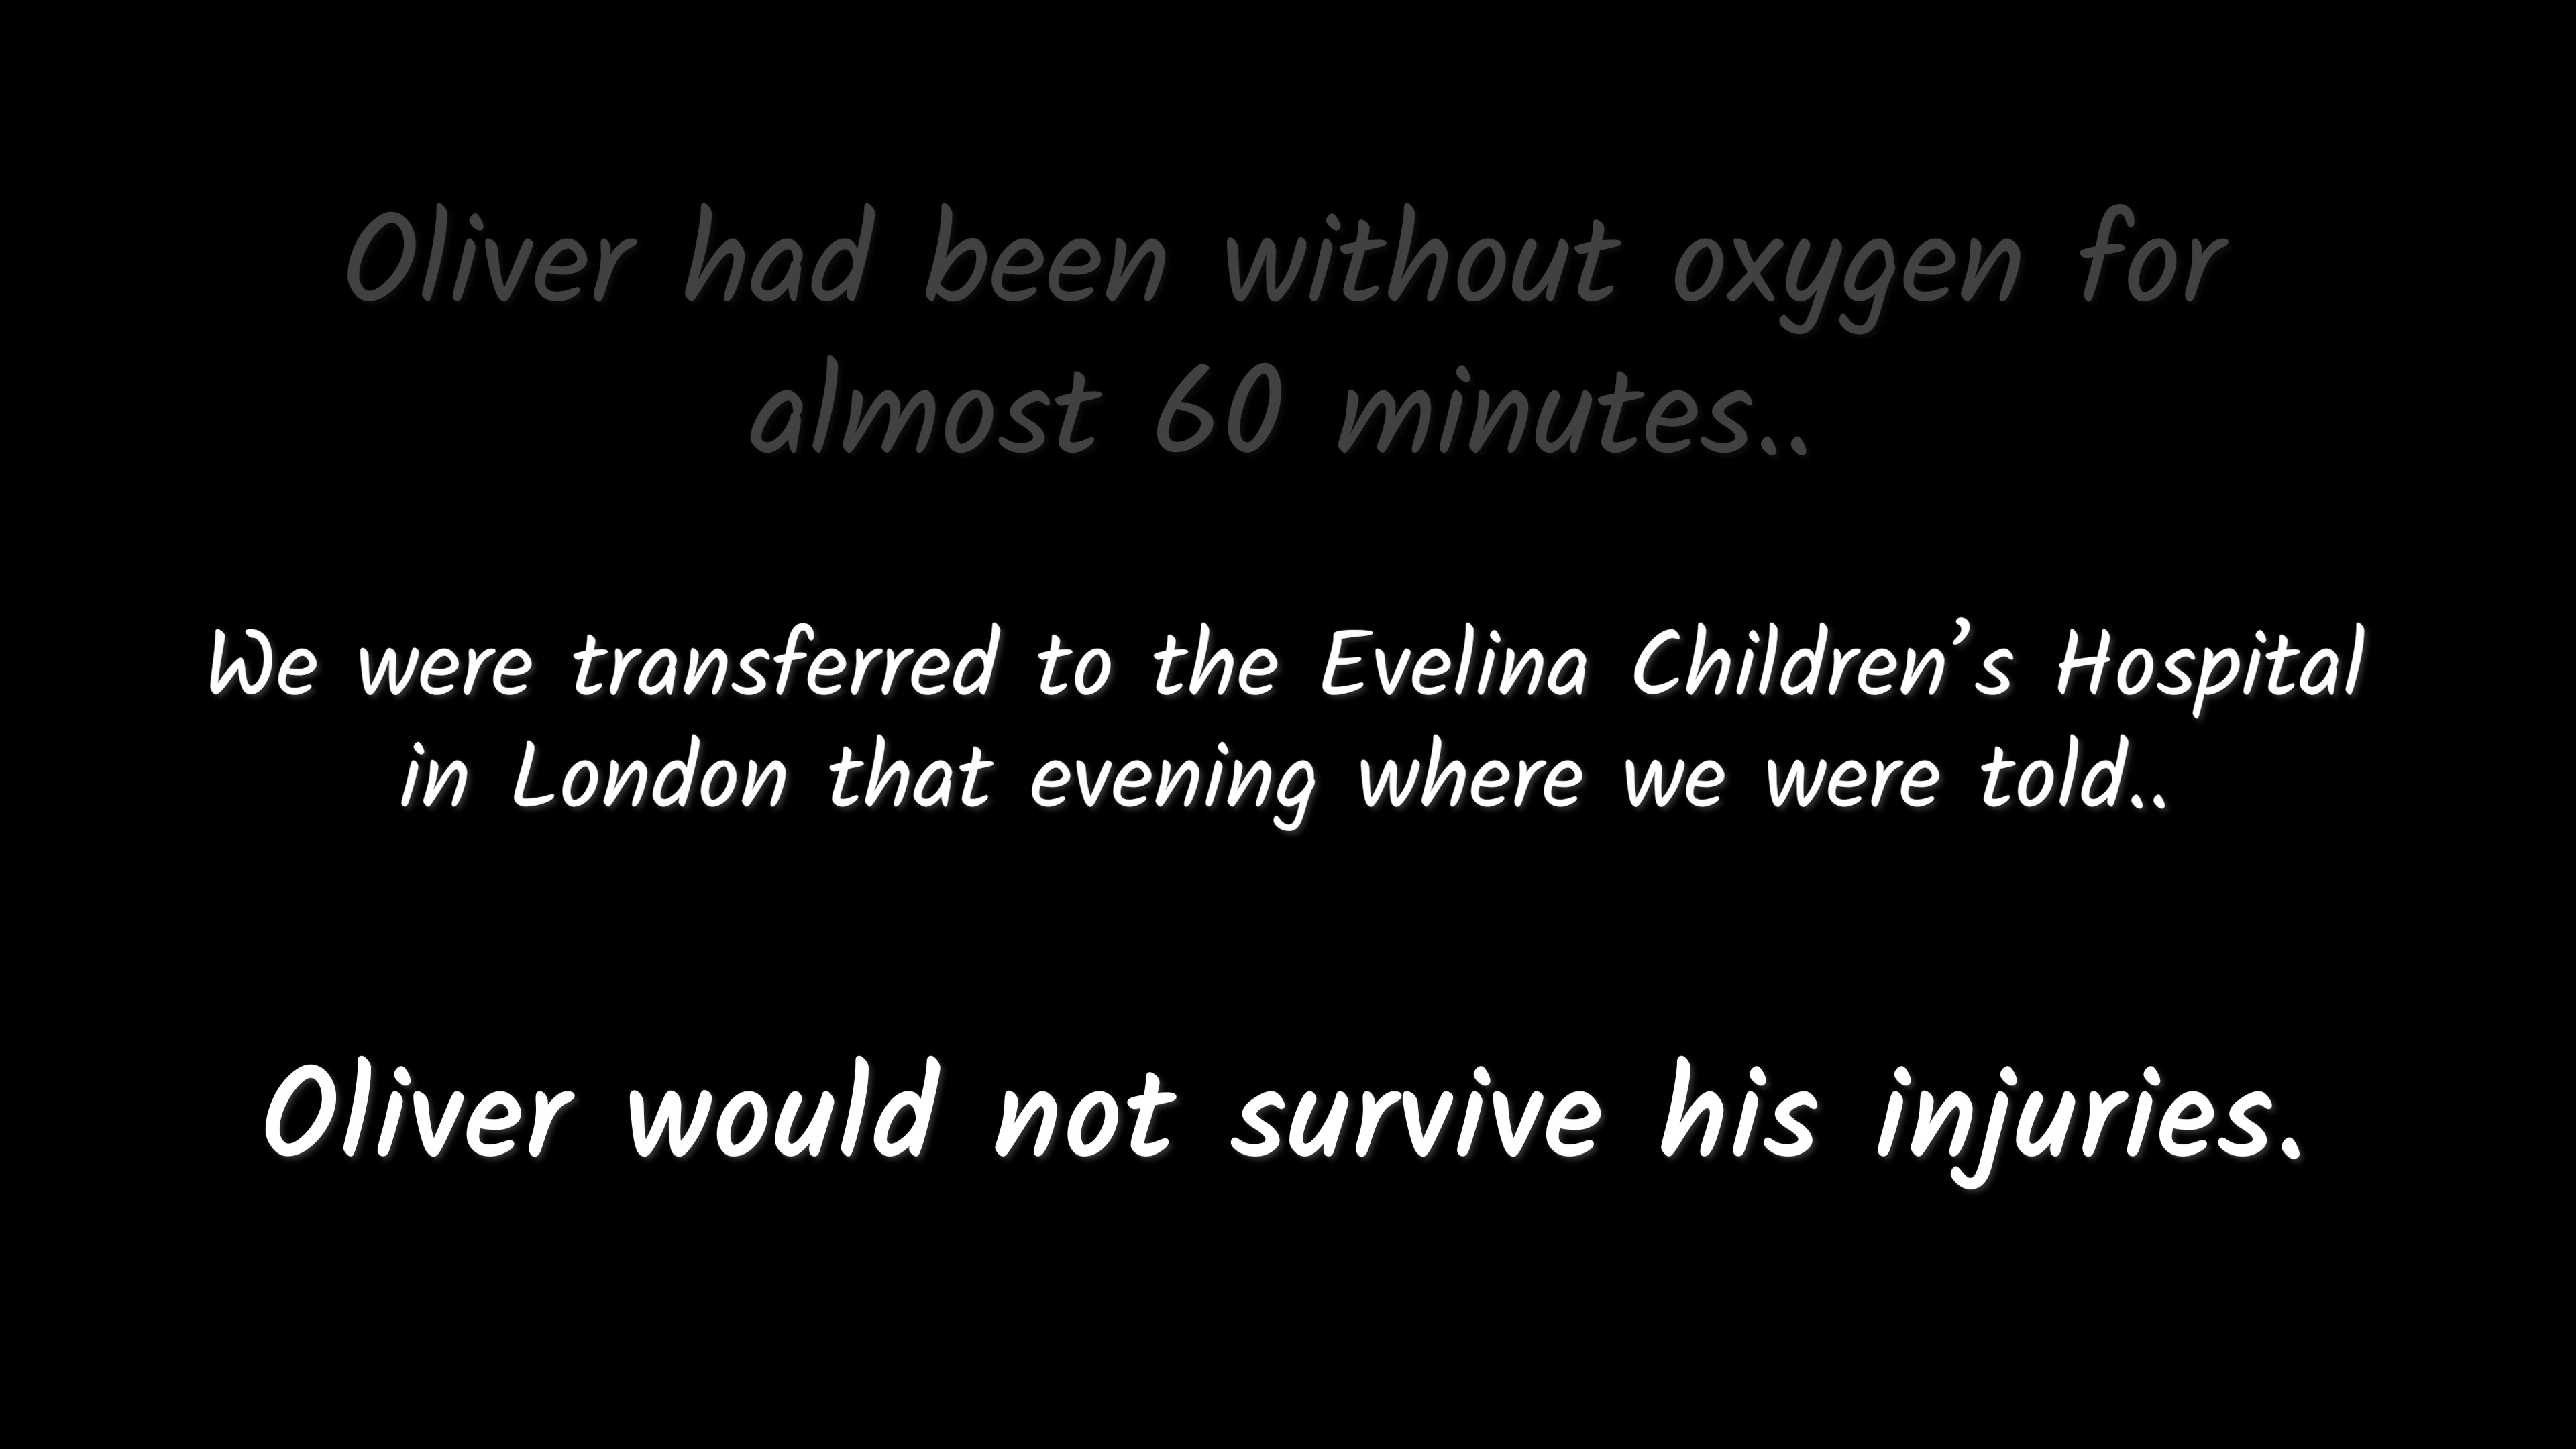 Oliver had been without oxygen for
almost 60 minutes..
We were transferred to the Evelina Children’s Hospital
in London that evening where we were told..
Oliver would not survive his injuries.